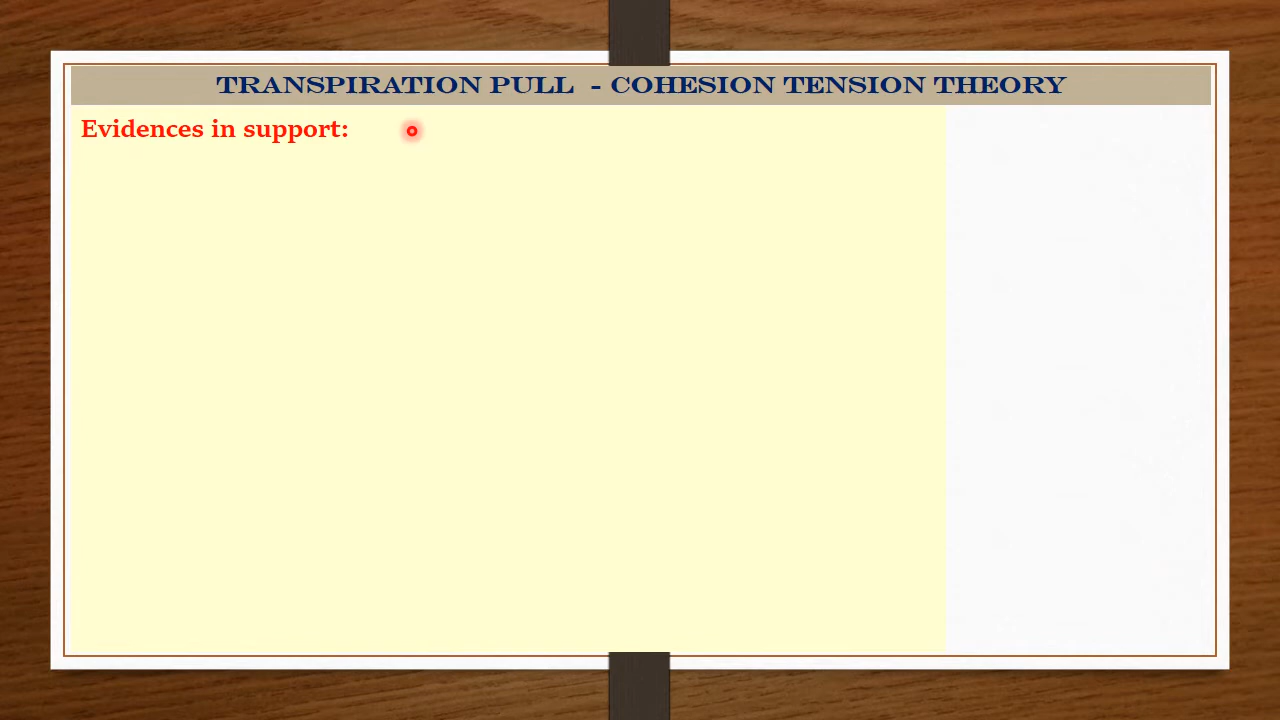 TRANSPIRATION PULL - COHESION TENSION THEORY
Evidences in support: